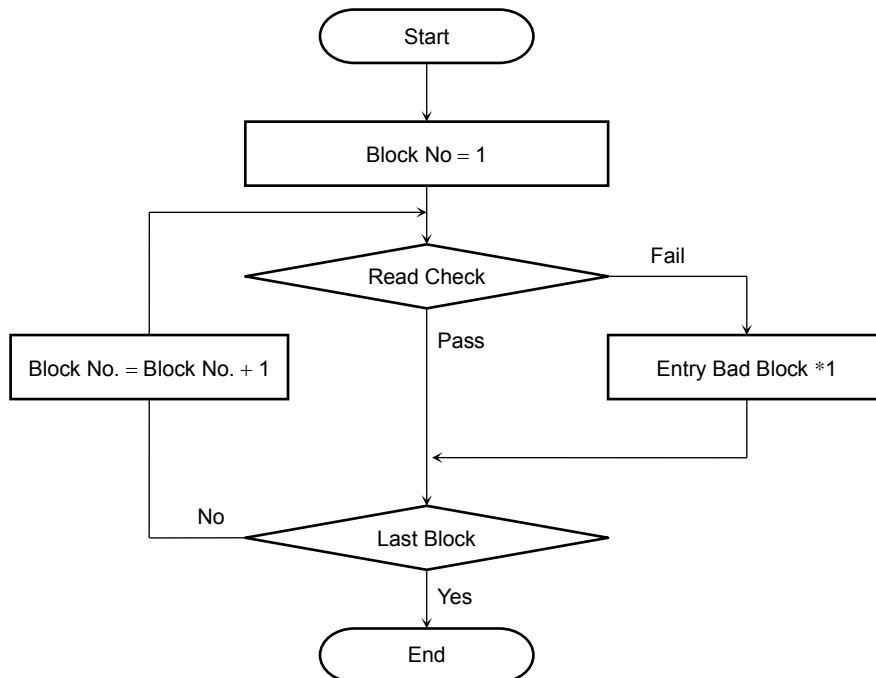 Start
Block No = 1
Read Check
Fail
Pass
Block No. = Block No. + 1
Entry Bad Block *1
No
Last Block
Yes
End